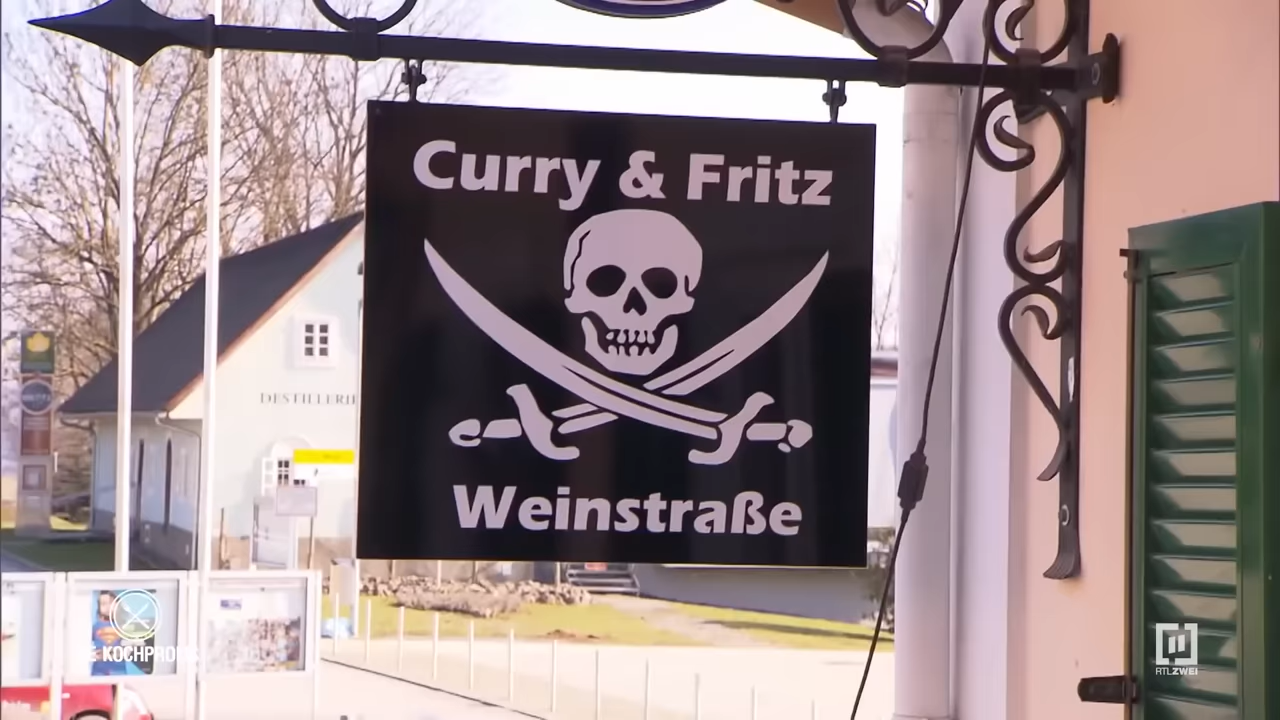 Curry & Fritz
DESTILLERIE
Weinstraße
KOCHPROFIS
RTLZWEI